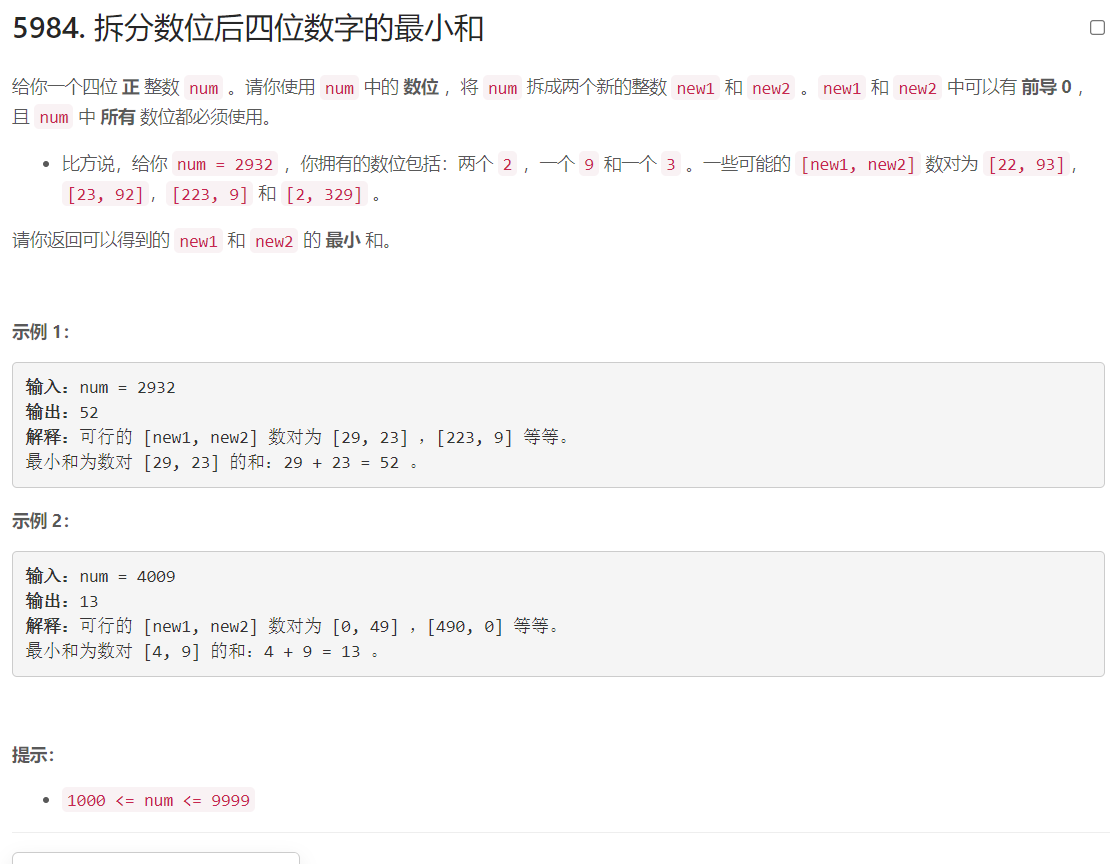 5984. 拆分数位后四位数字的最小和
给你一个四位 正 整数 num 。请你使用 num 中的 数位 ，将 num 拆成两个新的整数 new1 和 new2 。new1 和 new2 中可以有 前导 0 ，
且 num 中 所有 数位都必须使用。
• 比方说，给你 num = 2932 ，你拥有的数位包括：两个 2 ，一个 9 和一个 3 。一些可能的 [new1, new2] 数对为 [22, 93]，
[23, 92]，[223, 9] 和 [2, 329] 。
请你返回可以得到的 new1 和 new2 的 最小 和。
示例 1：
输入：num = 2932
输出：52
解释：可行的 [new1, new2] 数对为 [29, 23] ，[223, 9] 等等。
最小和为数对 [29, 23] 的和：29 + 23 = 52 。
示例 2：
输入：num = 4009
输出：13
解释：可行的 [new1, new2] 数对为 [0, 49] ，[490, 0] 等等。
最小和为数对 [4, 9] 的和：4 + 9 = 13 。
提示：
• 1000 <= num <= 9999